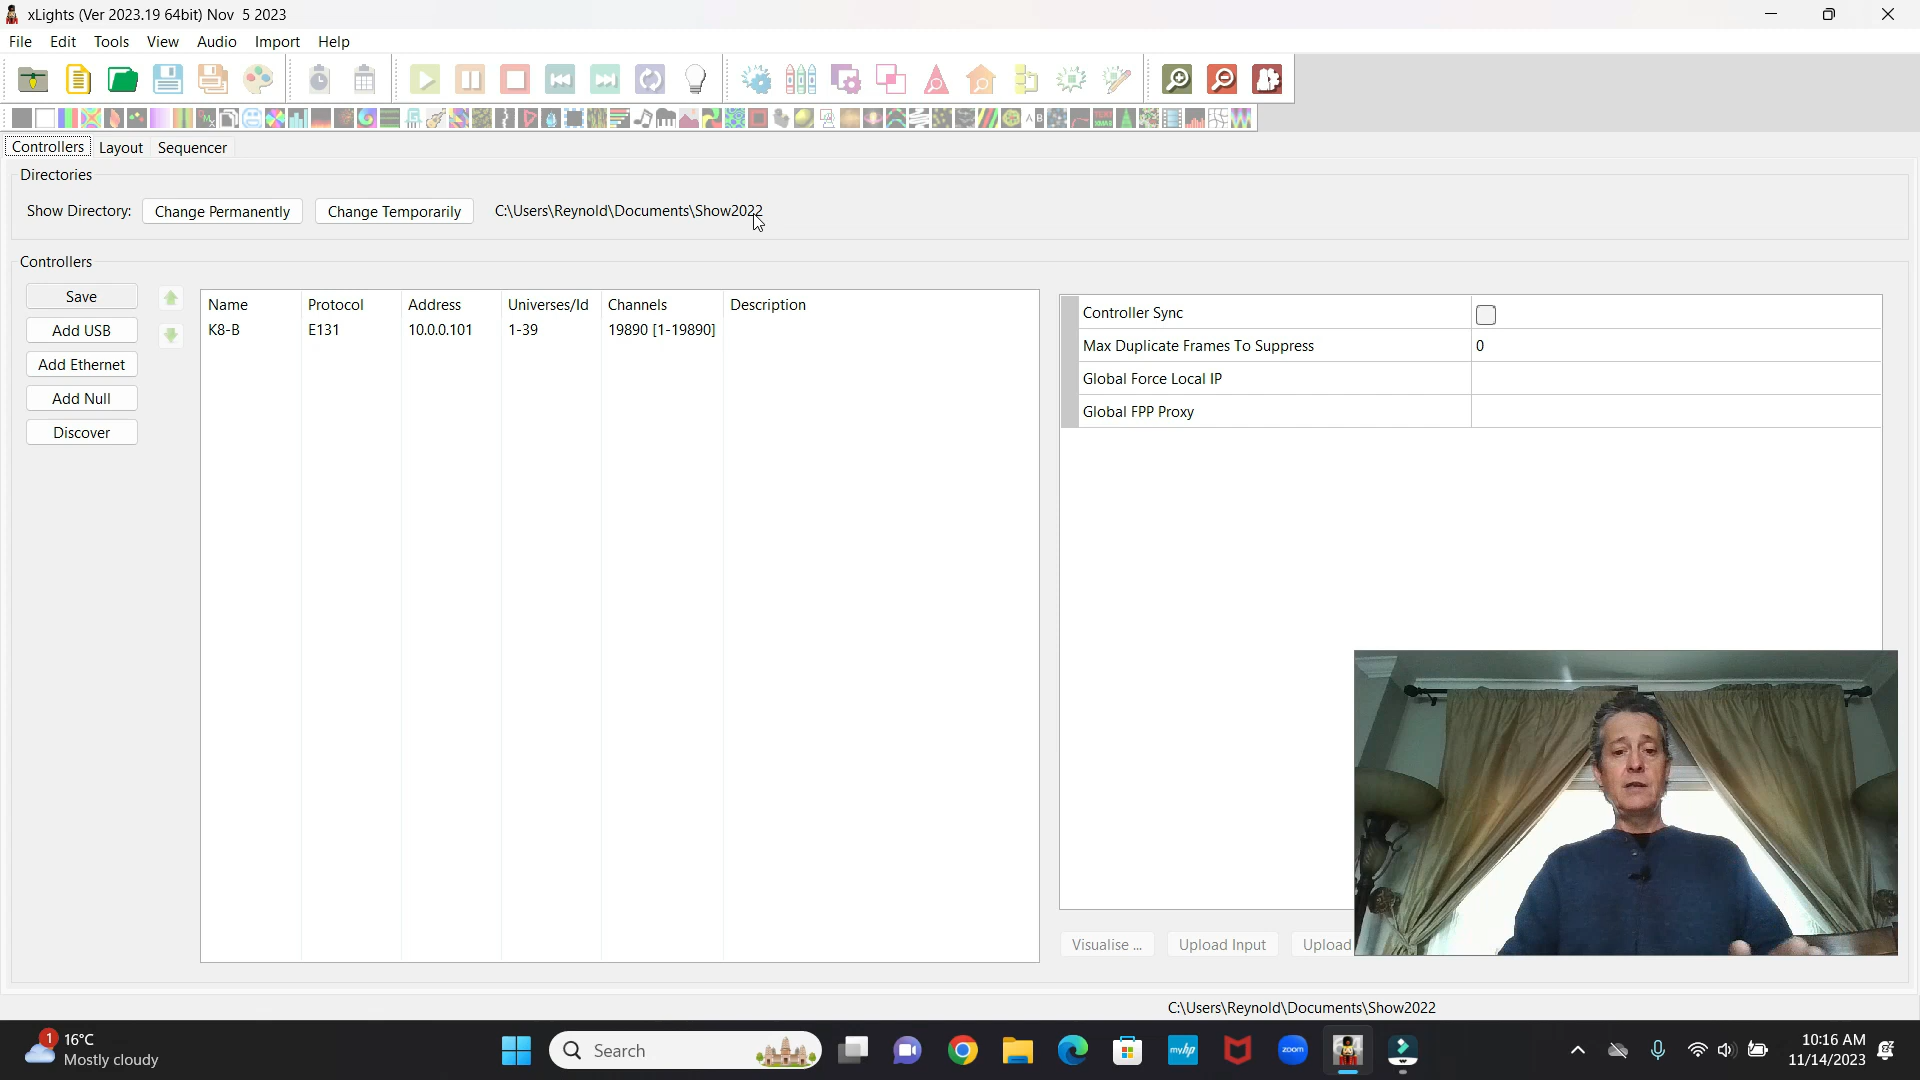 xLights (Ver 2023.19 64bit) Nov 5 2023
File Edit Tools View Audio Import Help
Controllers Layout Sequencer
Directories
Show Directory: Change Permanently Change Temporarily C:\Users\Reynold\Documents\Show2022
Controllers
Save
Add USB
Add Ethernet
Add Null
Discover
Name Protocol Address Universes/Id Channels Description
K8-B E131 10.0.0.101 1-39 19890 [1-19890]
Controller Sync
Max Duplicate Frames To Suppress 0
Global Force Local IP
Global FPP Proxy
Visualise ... Upload Input Upload
C:\Users\Reynold\Documents\Show2022
1 16°C
Mostly cloudy
Search
myhp
zoom
10:16 AM
11/14/2023